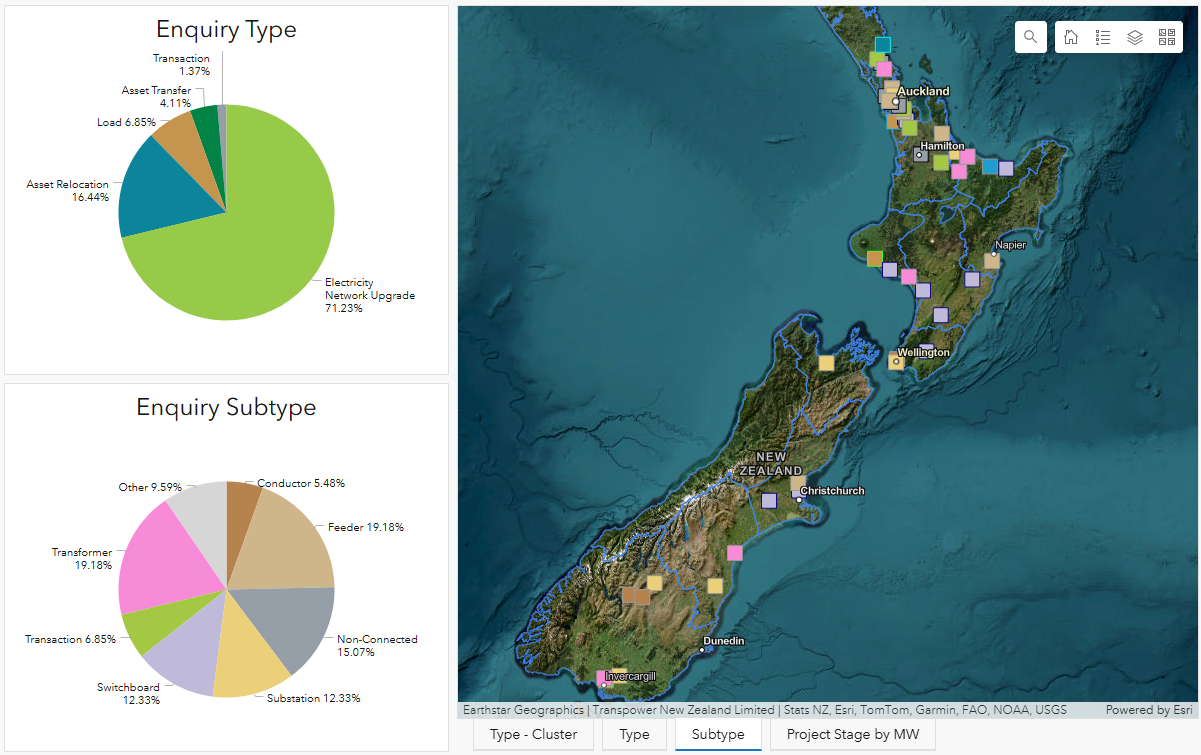 Enquiry Type
Transaction
1.37%
Asset Transfer
4.11%
Load 6.85%
Asset Relocation
16.44%
Electricity
Network Upgrade
71.23%
Enquiry Subtype
Other 9.59%
Conductor 5.48%
Feeder 19.18%
Transformer
19.18%
Transaction 6.85%
Non-Connected
15.07%
Switchboard
12.33%
Substation 12.33%
Auckland
Hamilton
Napier
Wellington
NEW
ZEALAND
Christchurch
Dunedin
Invercargill
Earthstar Geographics | Transpower New Zealand Limited | Stats NZ, Esri, TomTom, Garmin, FAO, NOAA, USGS
Powered by Esri
Type - Cluster
Type
Subtype
Project Stage by MW